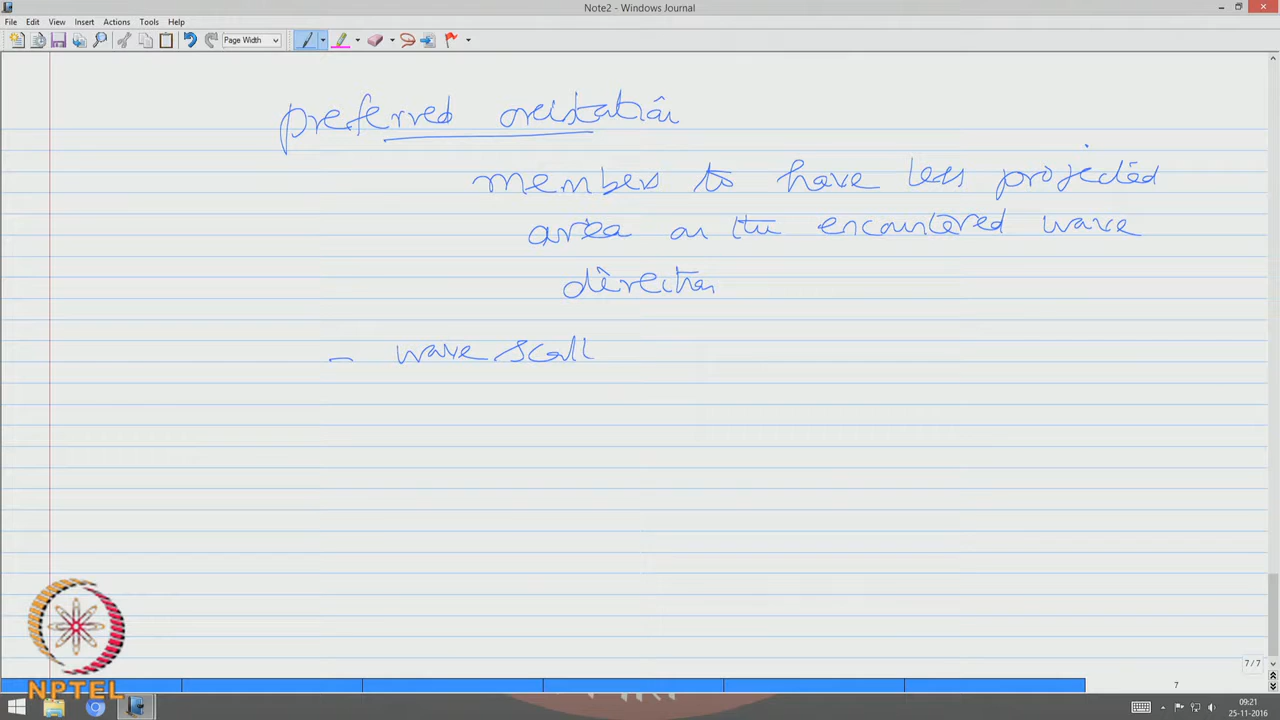 Note2 - Windows Journal
File Edit View Insert Actions Tools Help
Page Width
preferred orientation
members to have less projected
area on the encountered wave
direction
- wave scatt
7/7
7
NPTEL
09:21
25-11-2016